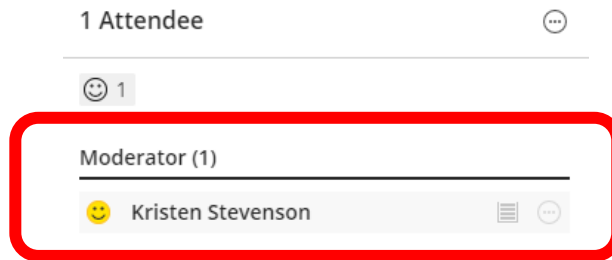 1 Attendee
1
Moderator (1)
Kristen Stevenson